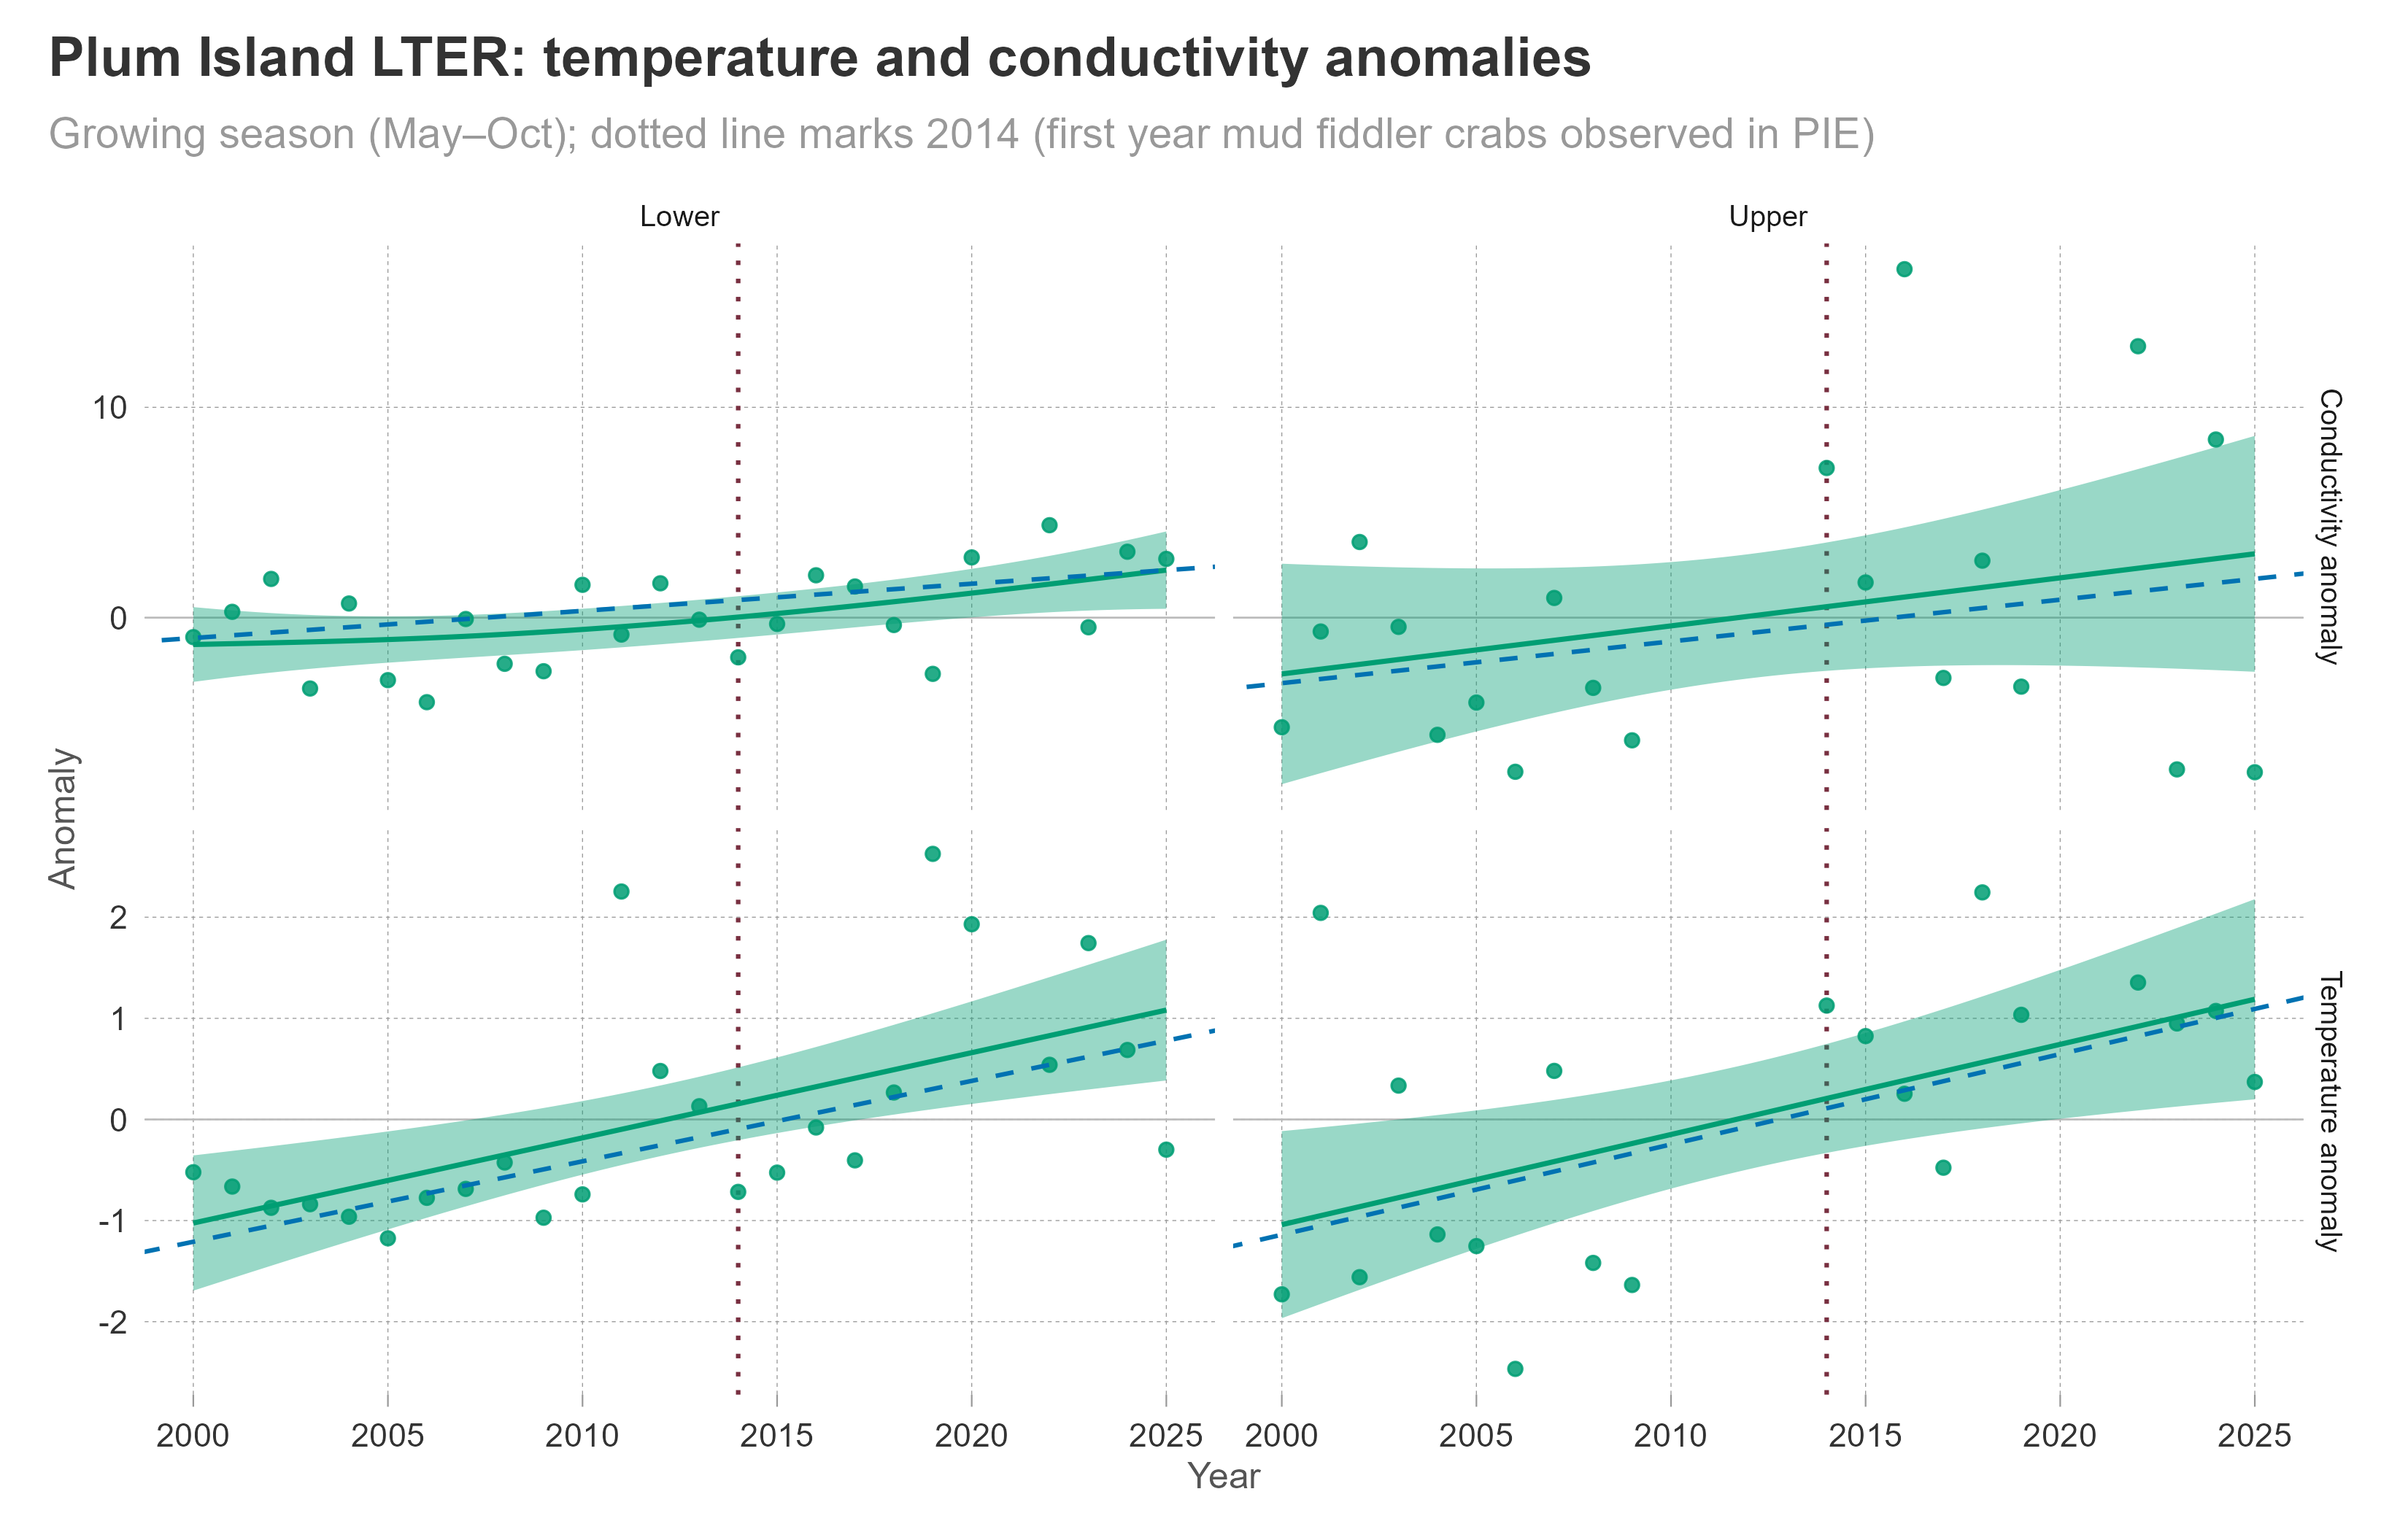 Plum Island LTER: temperature and conductivity anomalies
Growing season (May–Oct); dotted line marks 2014 (first year mud fiddler crabs observed in PIE)
Lower
Upper
10
0
Conductivity anomaly
Anomaly
2
1
0
-1
-2
Temperature anomaly
2000 2005 2010 2015 2020 2025 2000 2005 2010 2015 2020 2025
Year